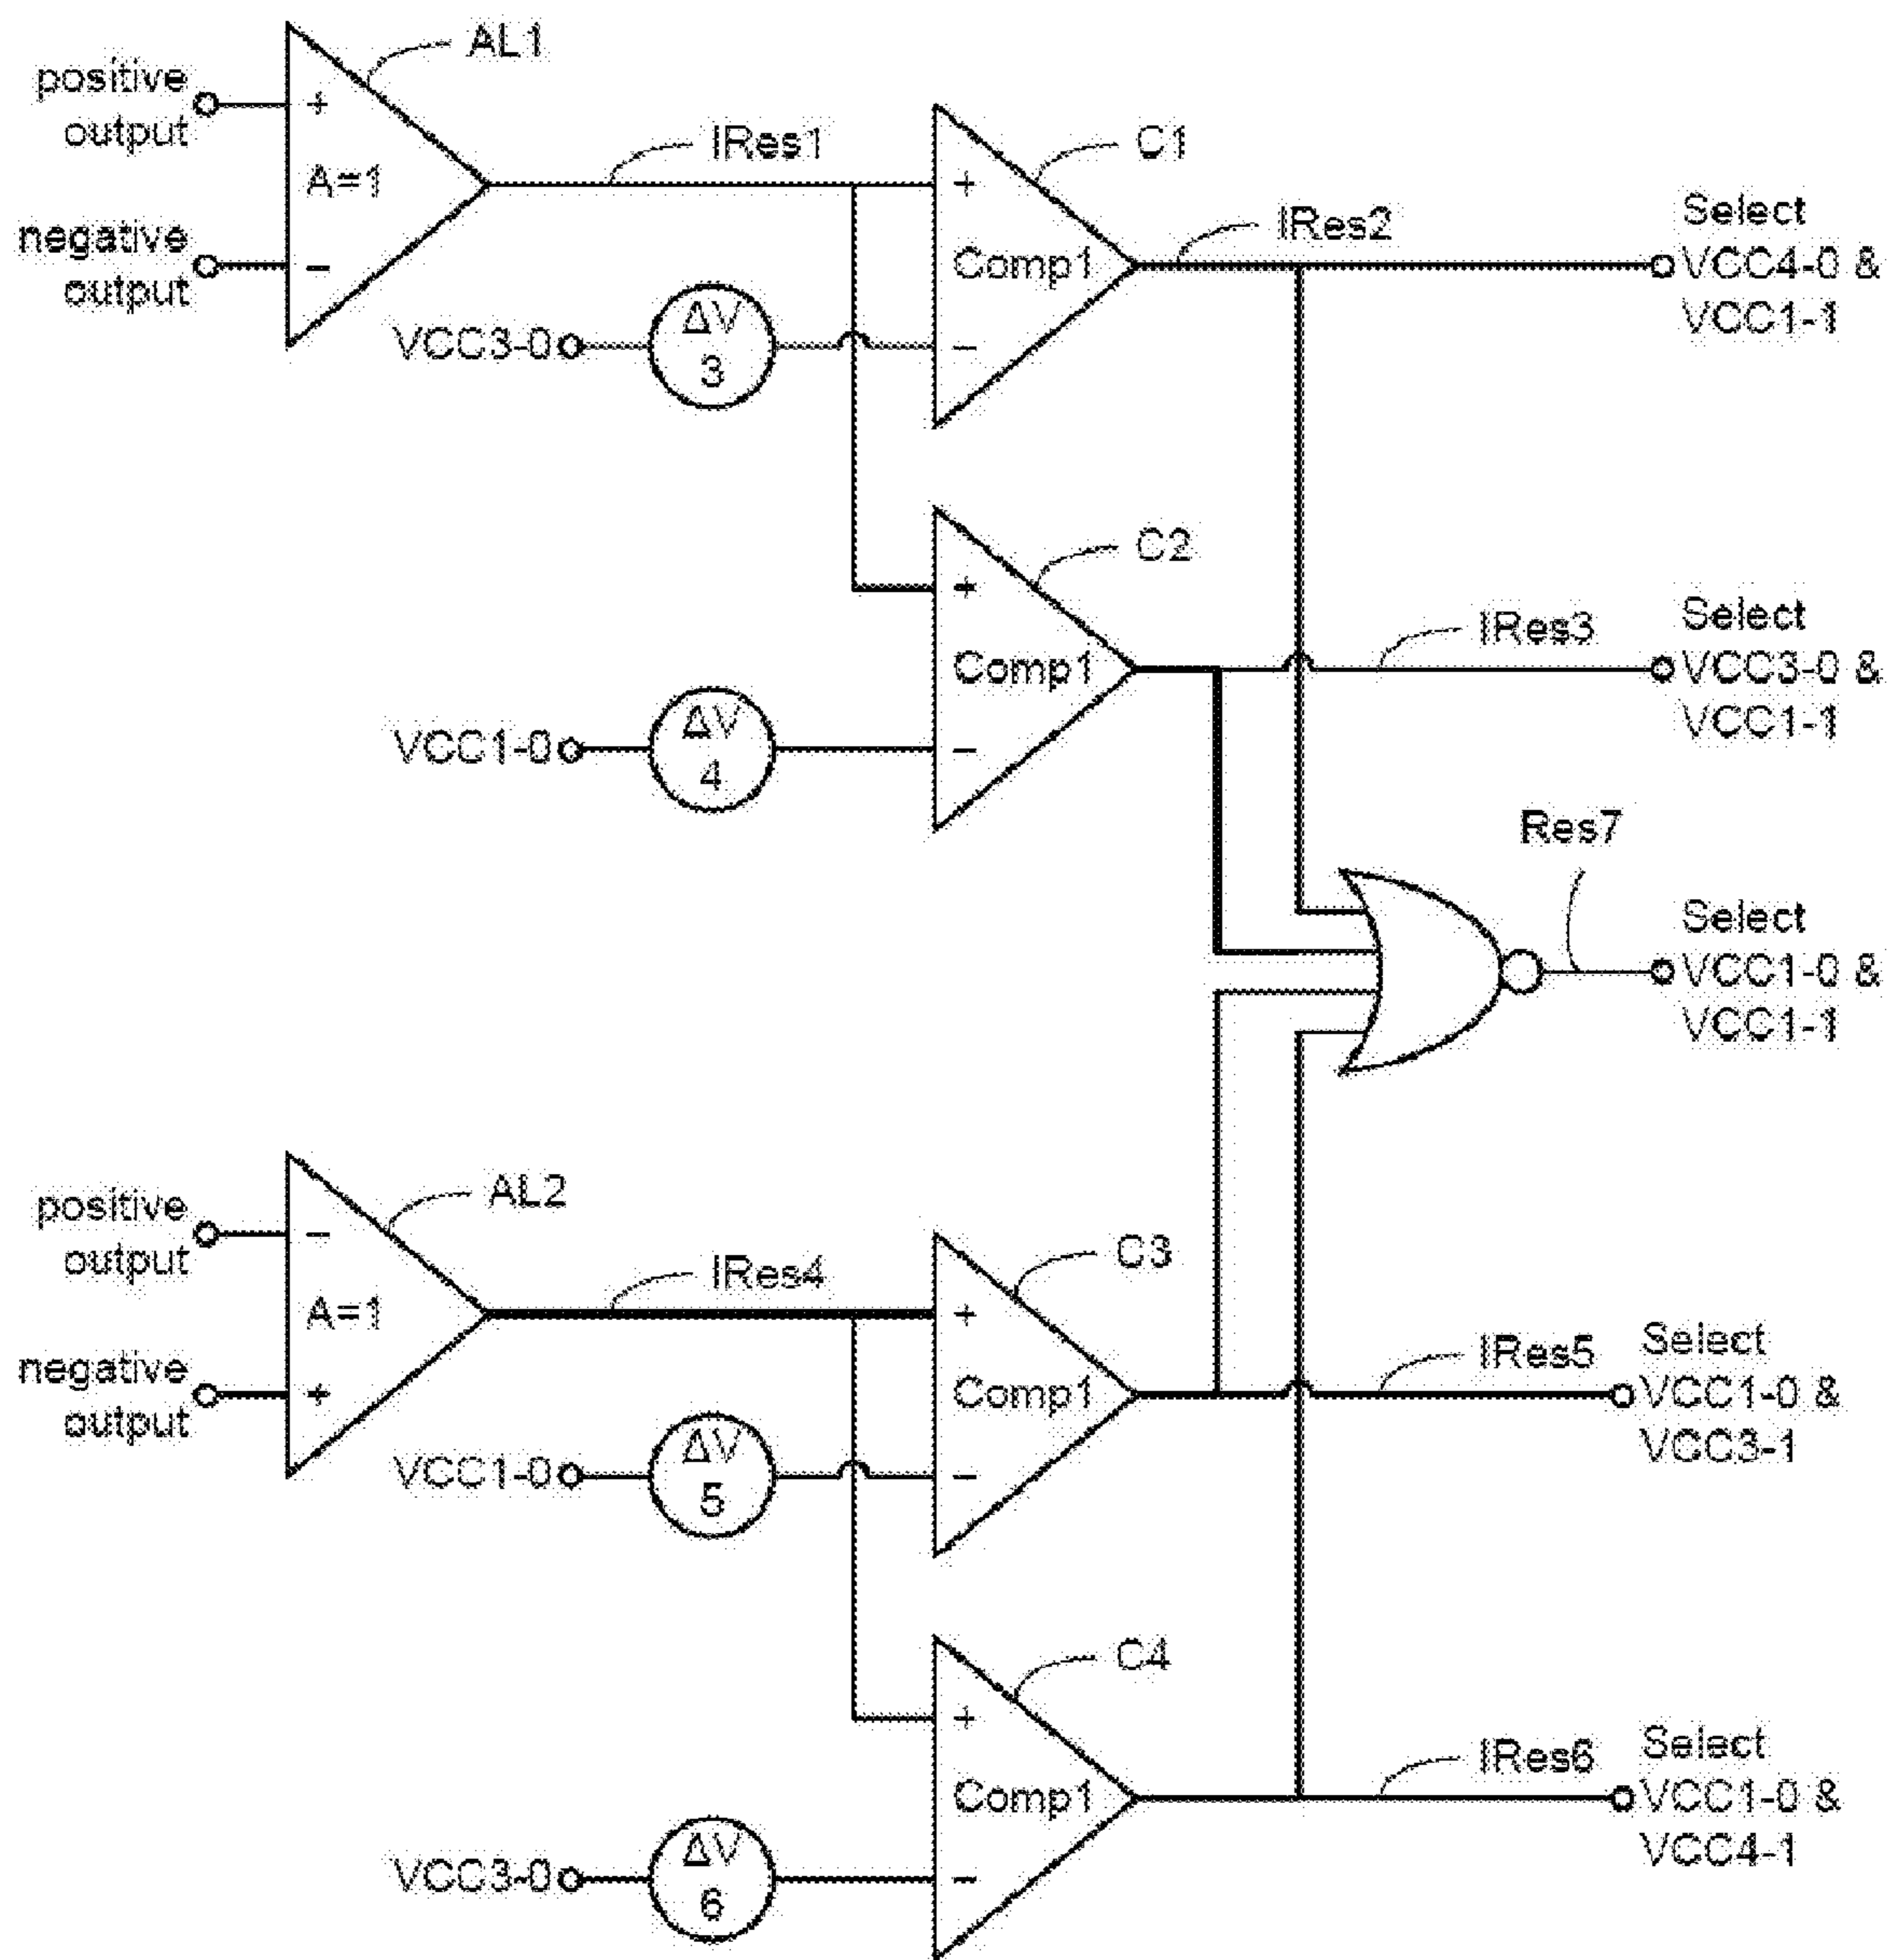 AL1
positive
output
+
A=1
negative
output
−
IRes1
C1
+
Comp1
−
VCC3-0
ΔV
3
IRes2
Select
VCC4-0 &
VCC1-1
C2
+
Comp1
−
VCC1-0
ΔV
4
IRes3
Select
VCC3-0 &
VCC1-1
Res7
Select
VCC1-0 &
VCC1-1
AL2
positive
output
−
A=1
negative
output
+
IRes4
C3
+
Comp1
−
VCC1-0
ΔV
5
IRes5
Select
VCC1-0 &
VCC3-1
C4
+
Comp1
−
VCC3-0
ΔV
6
IRes6
Select
VCC1-0 &
VCC4-1